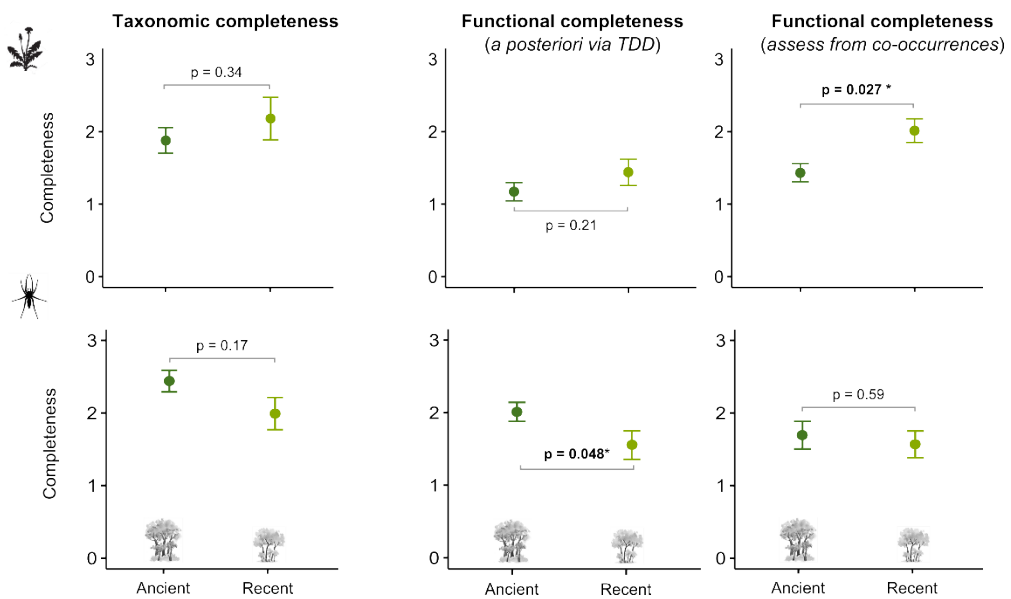 Taxonomic completeness
Functional completeness
(a posteriori via TDD)
Functional completeness
(assess from co-occurrences)
Completeness
3
2
1
0
p = 0.34
3
2
1
0
p = 0.21
3
2
1
0
p = 0.027 *
Completeness
3
2
1
0
p = 0.17
Ancient
Recent
3
2
1
0
p = 0.048*
Ancient
Recent
3
2
1
0
p = 0.59
Ancient
Recent